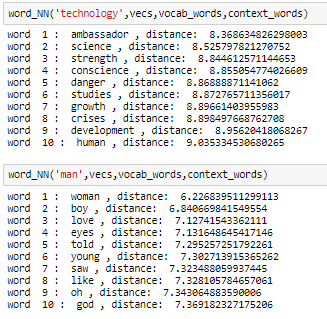 word_NN('technology',vecs,vocab_words,context_words)
word  1 :  ambassador , distance:  8.368634826298003
word  2 :  science , distance:  8.525797821270752
word  3 :  strength , distance:  8.844612571144653
word  4 :  conscience , distance:  8.855054774026609
word  5 :  danger , distance:  8.86888871141062
word  6 :  studies , distance:  8.872765711356017
word  7 :  growth , distance:  8.89661403955983
word  8 :  crises , distance:  8.898497668762708
word  9 :  development , distance:  8.95620418068267
word  10 :  human , distance:  9.035334530680265
word_NN('man',vecs,vocab_words,context_words)
word  1 :  woman , distance:  6.226839511299113
word  2 :  boy , distance:  6.840669841549554
word  3 :  love , distance:  7.12741543362111
word  4 :  eyes , distance:  7.131648645417146
word  5 :  told , distance:  7.295257251792261
word  6 :  young , distance:  7.302713915365262
word  7 :  saw , distance:  7.323488059937445
word  8 :  like , distance:  7.328105784657061
word  9 :  oh , distance:  7.343064883590006
word  10 :  god , distance:  7.369182327175206